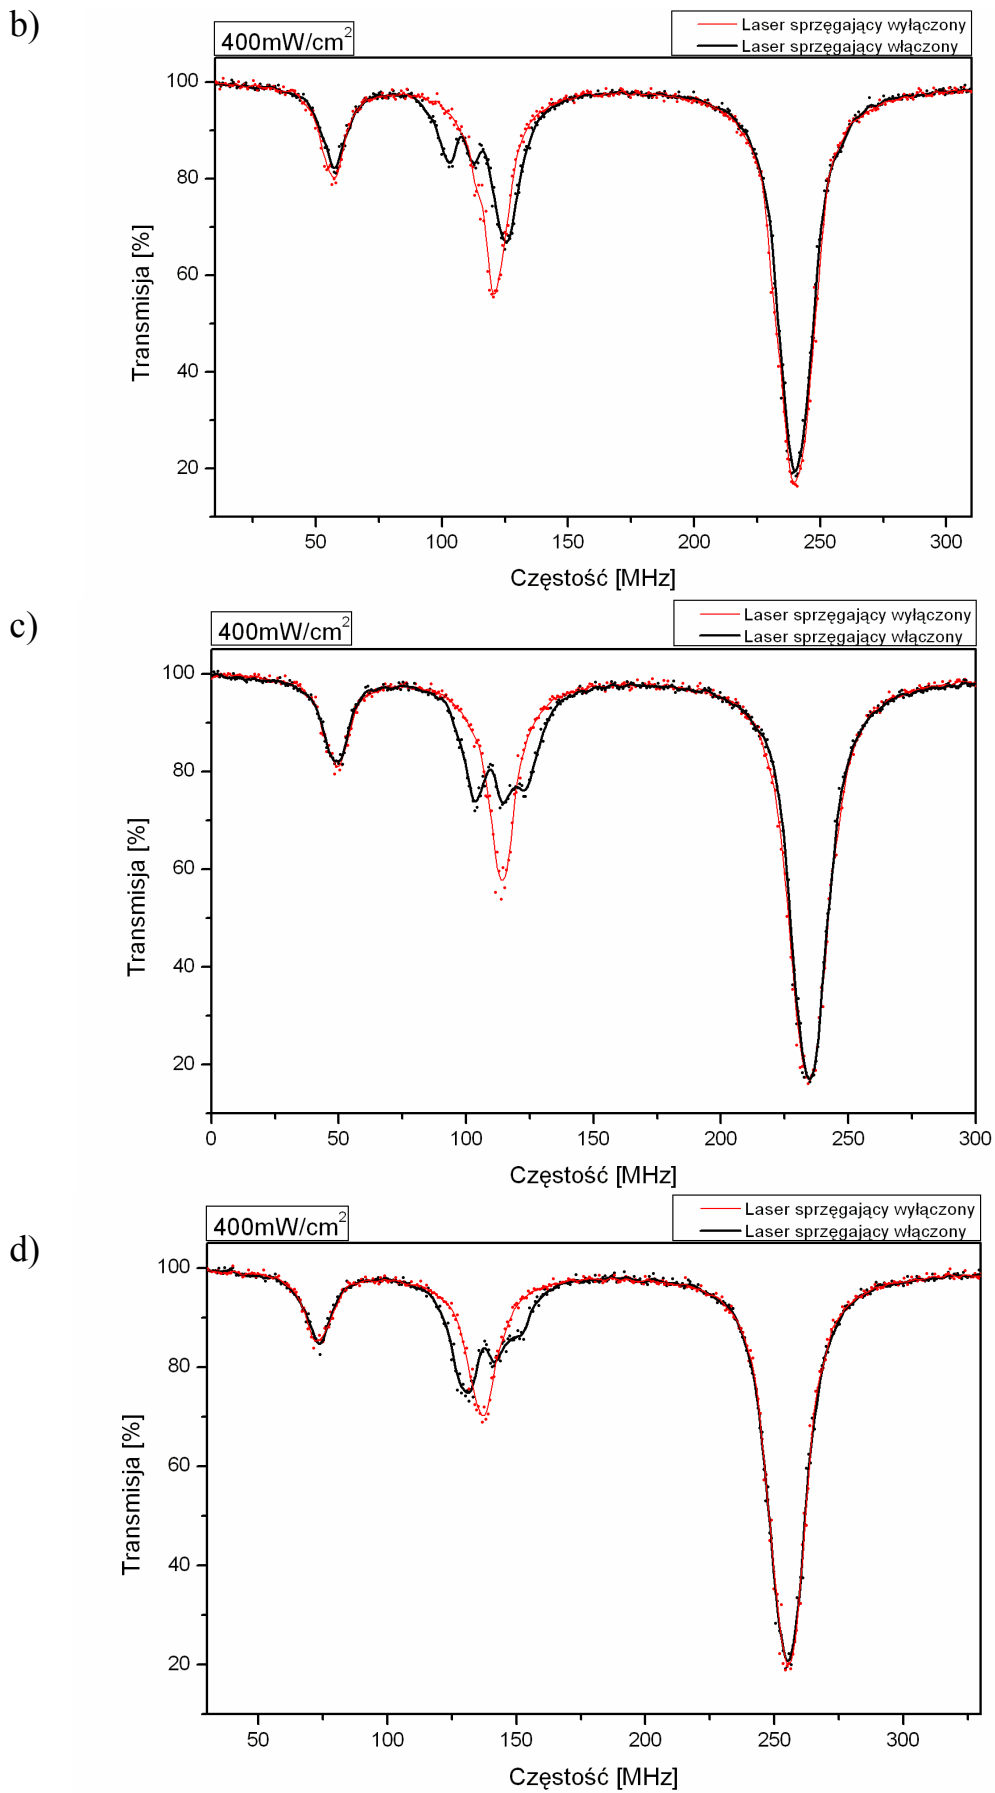 b)
400mW/cm²
Laser sprzęgający wyłączony
Laser sprzęgający włączony
100
80
60
40
20
Transmisja [%]
50 100 150 200 250 300
Częstość [MHz]
c)
400mW/cm²
Laser sprzęgający wyłączony
Laser sprzęgający włączony
100
80
60
40
20
Transmisja [%]
0 50 100 150 200 250 300
Częstość [MHz]
d)
400mW/cm²
Laser sprzęgający wyłączony
Laser sprzęgający włączony
100
80
60
40
20
Transmisja [%]
50 100 150 200 250 300
Częstość [MHz]